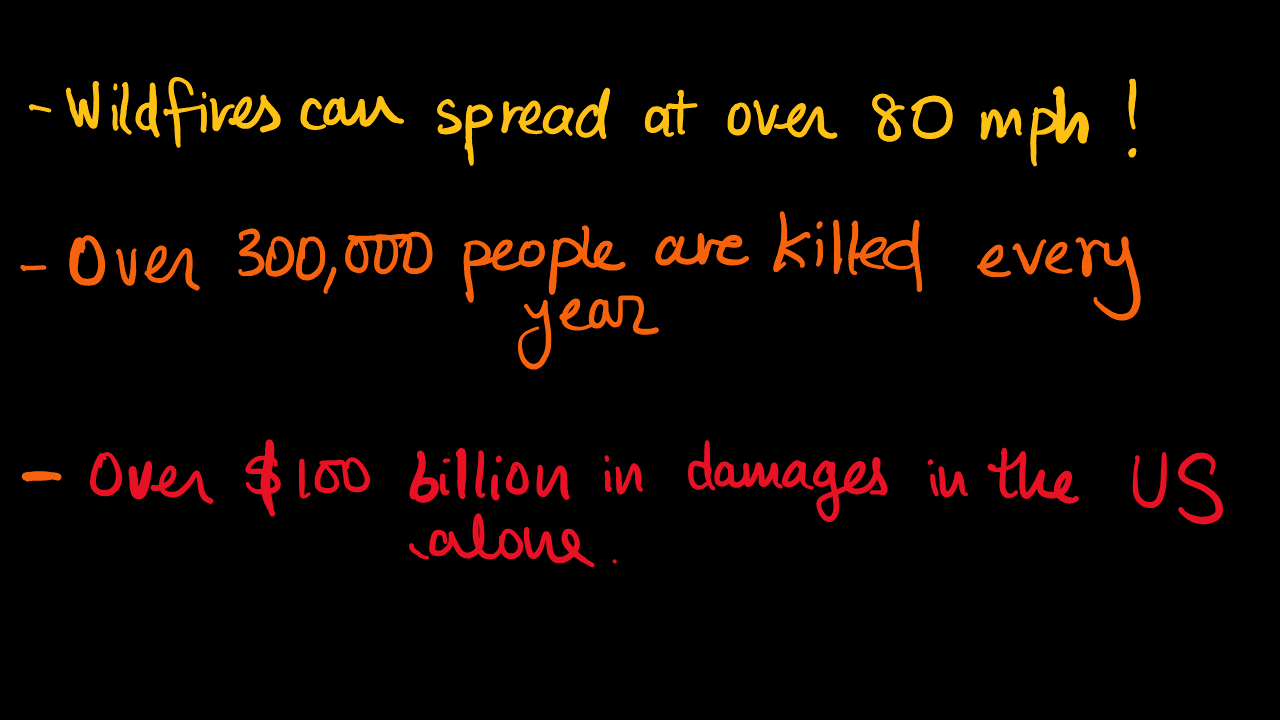 - Wildfires can spread at over 80 mph!
- Over 300,000 people are killed every
year
- Over $100 billion in damages in the US
alone.